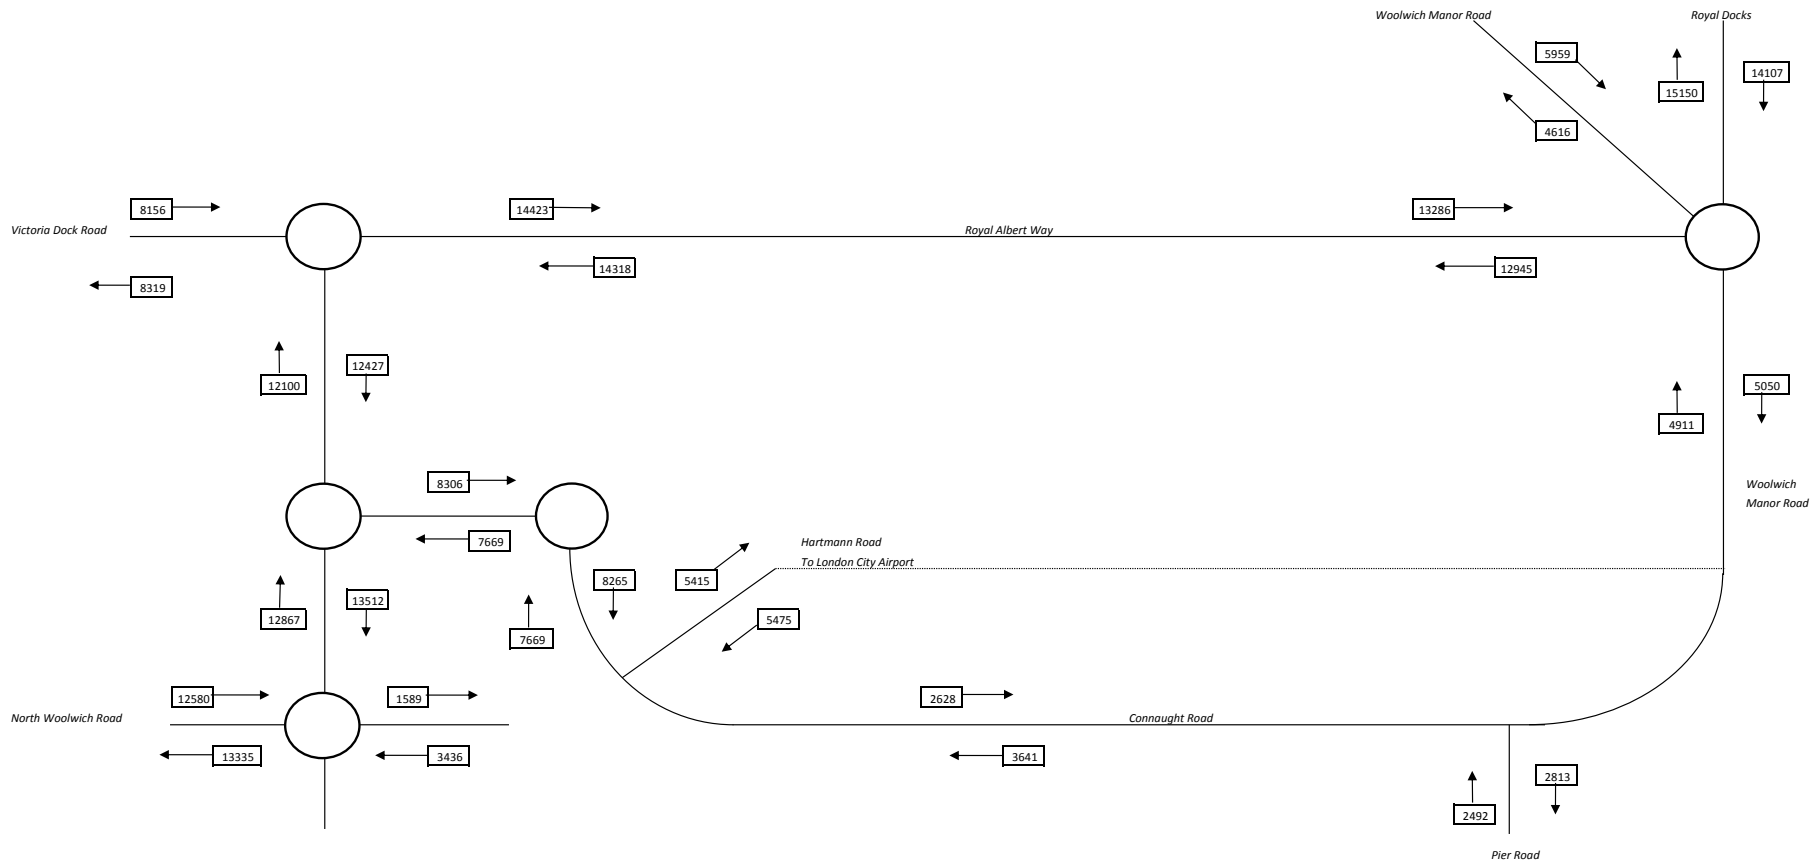 Woolwich Manor Road
Royal Docks
5959
14107
15150
4616
8156
14423
13286
Victoria Dock Road
Royal Albert Way
14318
12945
8319
12427
12100
5050
4911
8306
Woolwich
Manor Road
7669
Hartmann Road
To London City Airport
8265
5415
13512
12867
5475
7669
12580
1589
2628
North Woolwich Road
Connaught Road
13335
3436
3641
2813
2492
Pier Road